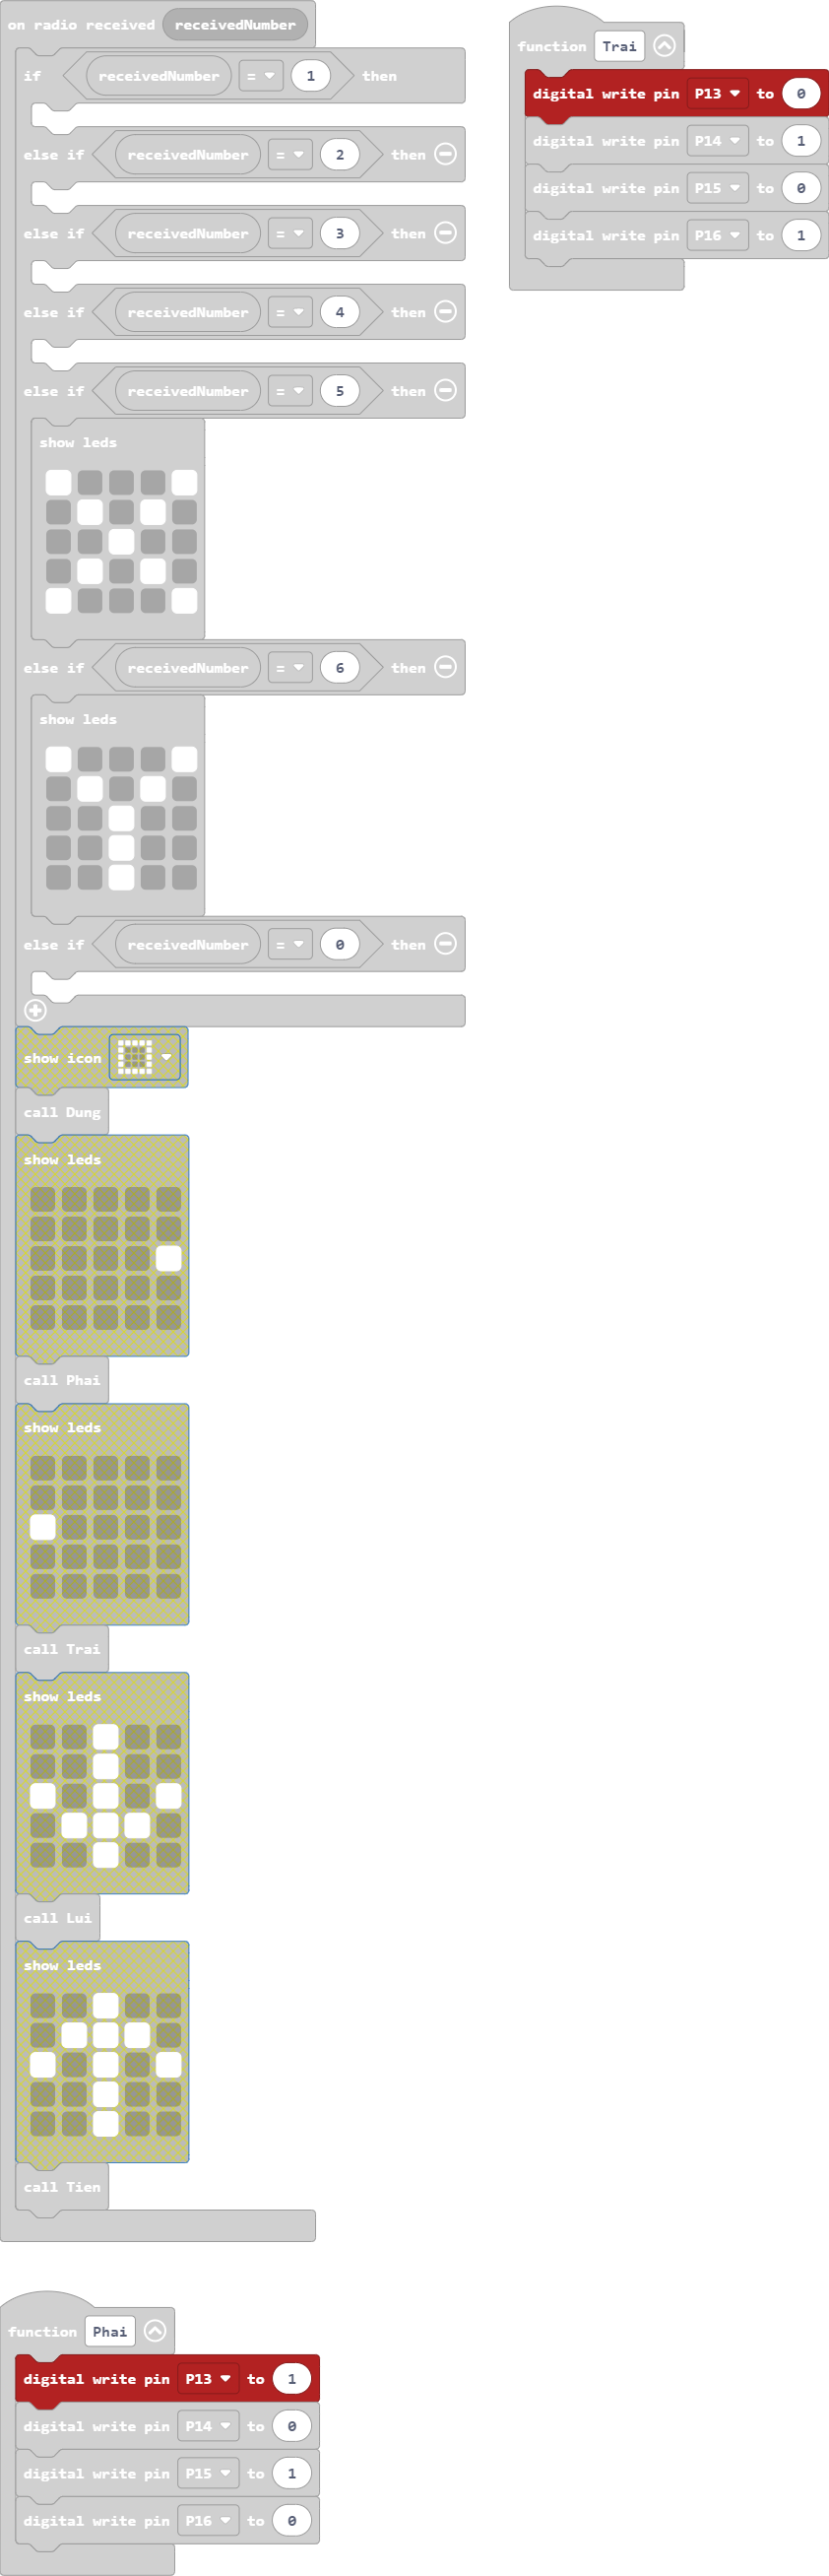 on radio received receivedNumber
if receivedNumber = 1 then
else if receivedNumber = 2 then
else if receivedNumber = 3 then
else if receivedNumber = 4 then
else if receivedNumber = 5 then
show leds
else if receivedNumber = 6 then
show leds
else if receivedNumber = 0 then
show icon
call Dung
show leds
call Phai
show leds
call Trai
show leds
call Lui
show leds
call Tien
function Trai
digital write pin P13 to 0
digital write pin P14 to 1
digital write pin P15 to 0
digital write pin P16 to 1
function Phai
digital write pin P13 to 1
digital write pin P14 to 0
digital write pin P15 to 1
digital write pin P16 to 0